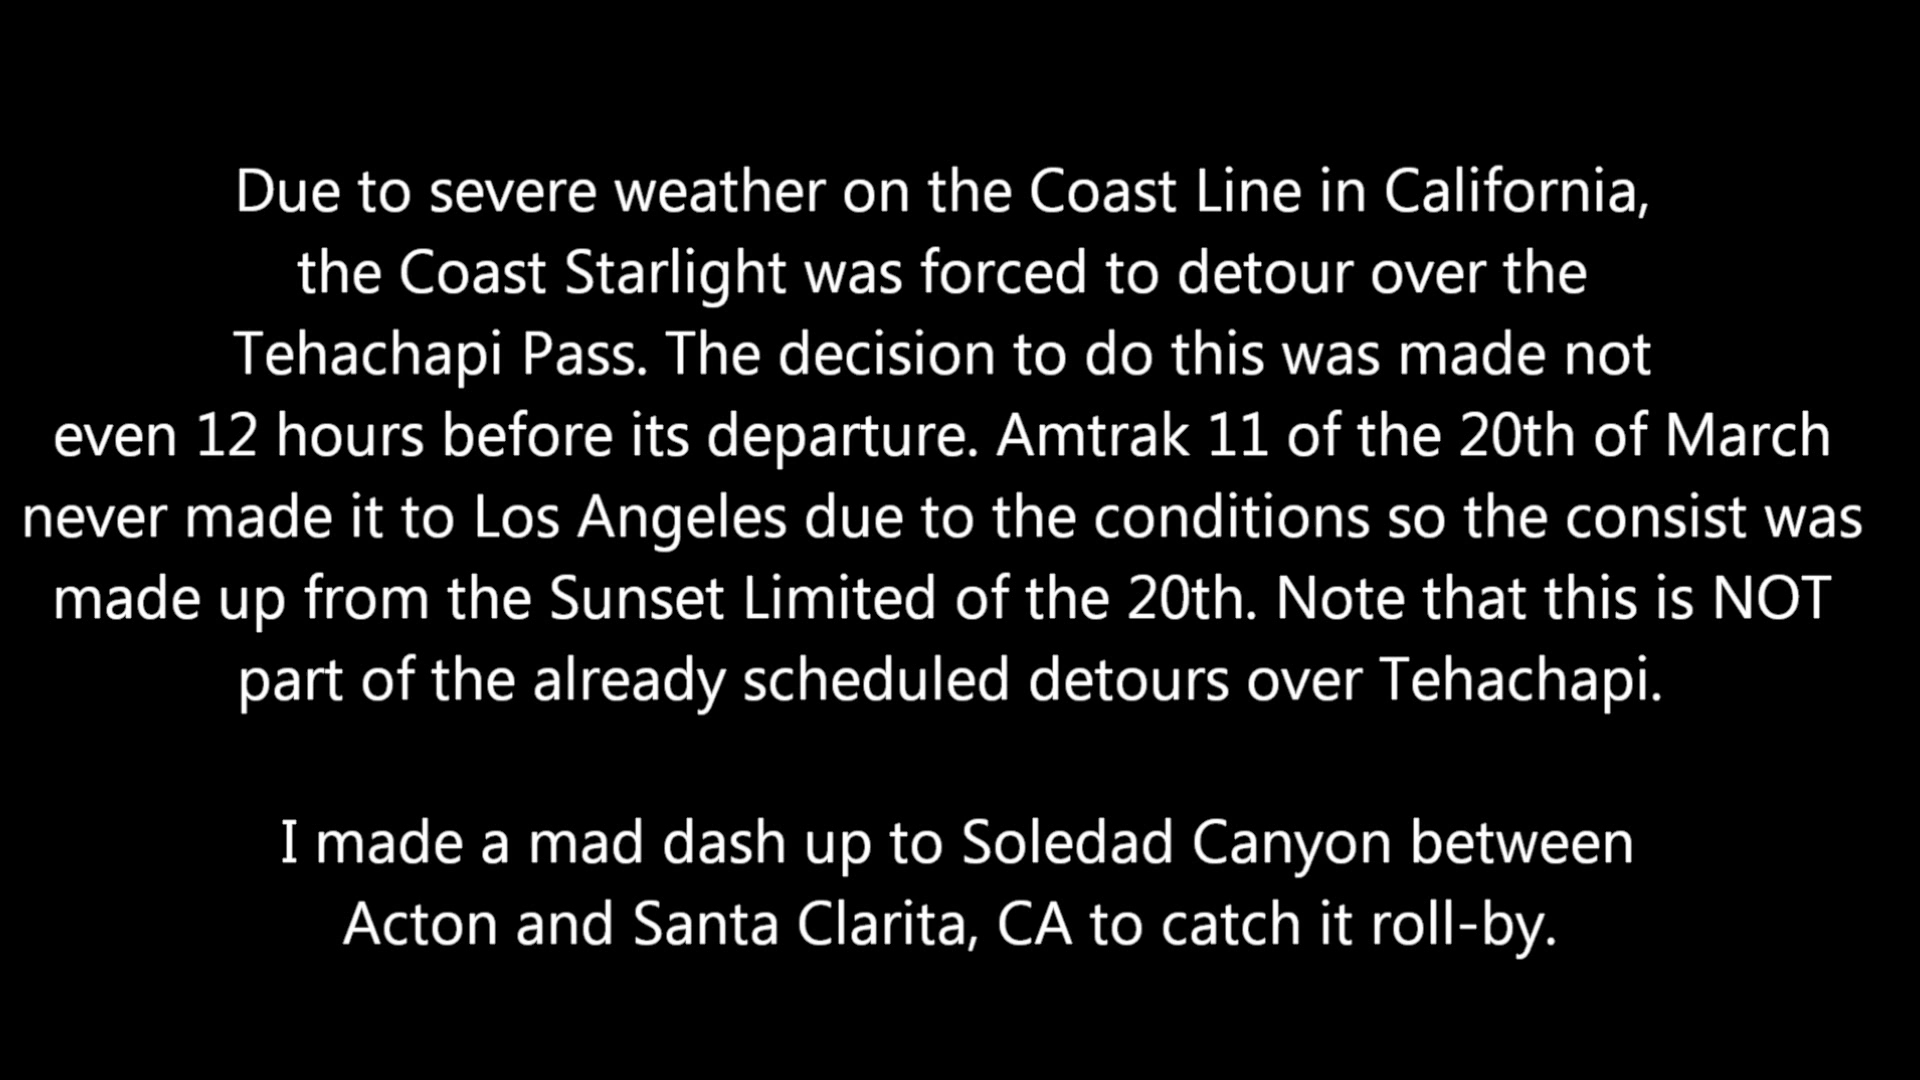 Due to severe weather on the Coast Line in California,
the Coast Starlight was forced to detour over the
Tehachapi Pass. The decision to do this was made not
even 12 hours before its departure. Amtrak 11 of the 20th of March
never made it to Los Angeles due to the conditions so the consist was
made up from the Sunset Limited of the 20th. Note that this is NOT
part of the already scheduled detours over Tehachapi.
I made a mad dash up to Soledad Canyon between
Acton and Santa Clarita, CA to catch it roll-by.